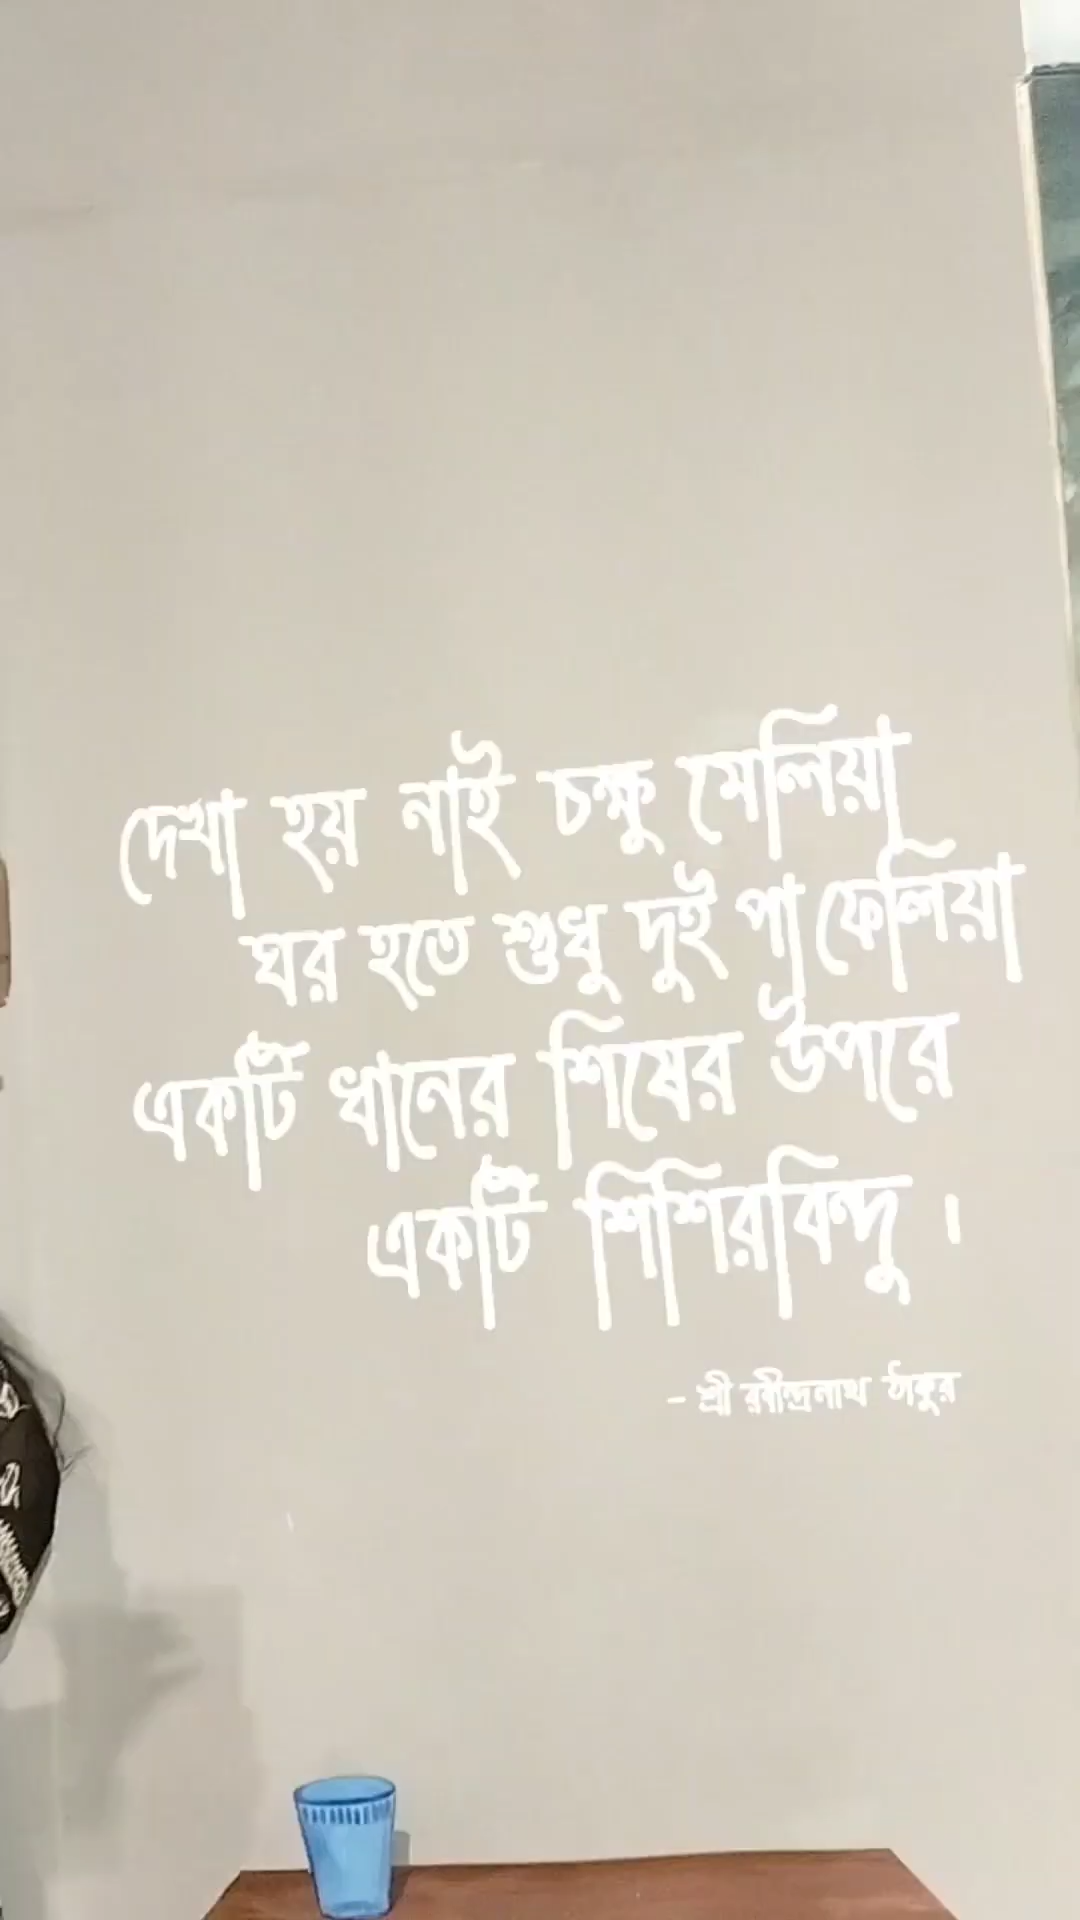 দেখা হয় নাই চক্ষু মেলিয়া
ঘর হতে শুধু দুই পা ফেলিয়া
একটি ধানের শিষের উপরে
একটি শিশিরবিন্দু ।
- শ্রী রবীন্দ্রনাথ ঠাকুর